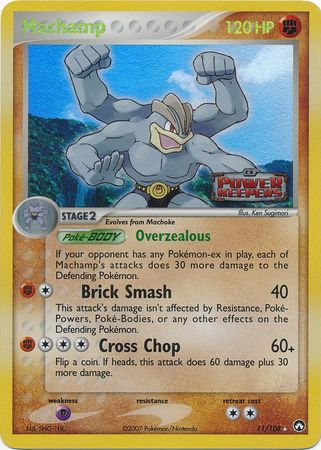 Machamp 120 HP
EX
POWER
KEEPERS
Illus. Ken Sugimori
STAGE 2
Evolves from Machoke
Poké-BODY Overzealous
If your opponent has any Pokémon-ex in play, each of
Machamp's attacks does 30 more damage to the
Defending Pokémon.
Brick Smash 40
This attack's damage isn't affected by Resistance, Poké-
Powers, Poké-Bodies, or any other effects on the
Defending Pokémon.
Cross Chop 60+
Flip a coin. If heads, this attack does 60 damage plus 30
more damage.
weakness resistance retreat cost
©2007 Pokémon/Nintendo 11/108